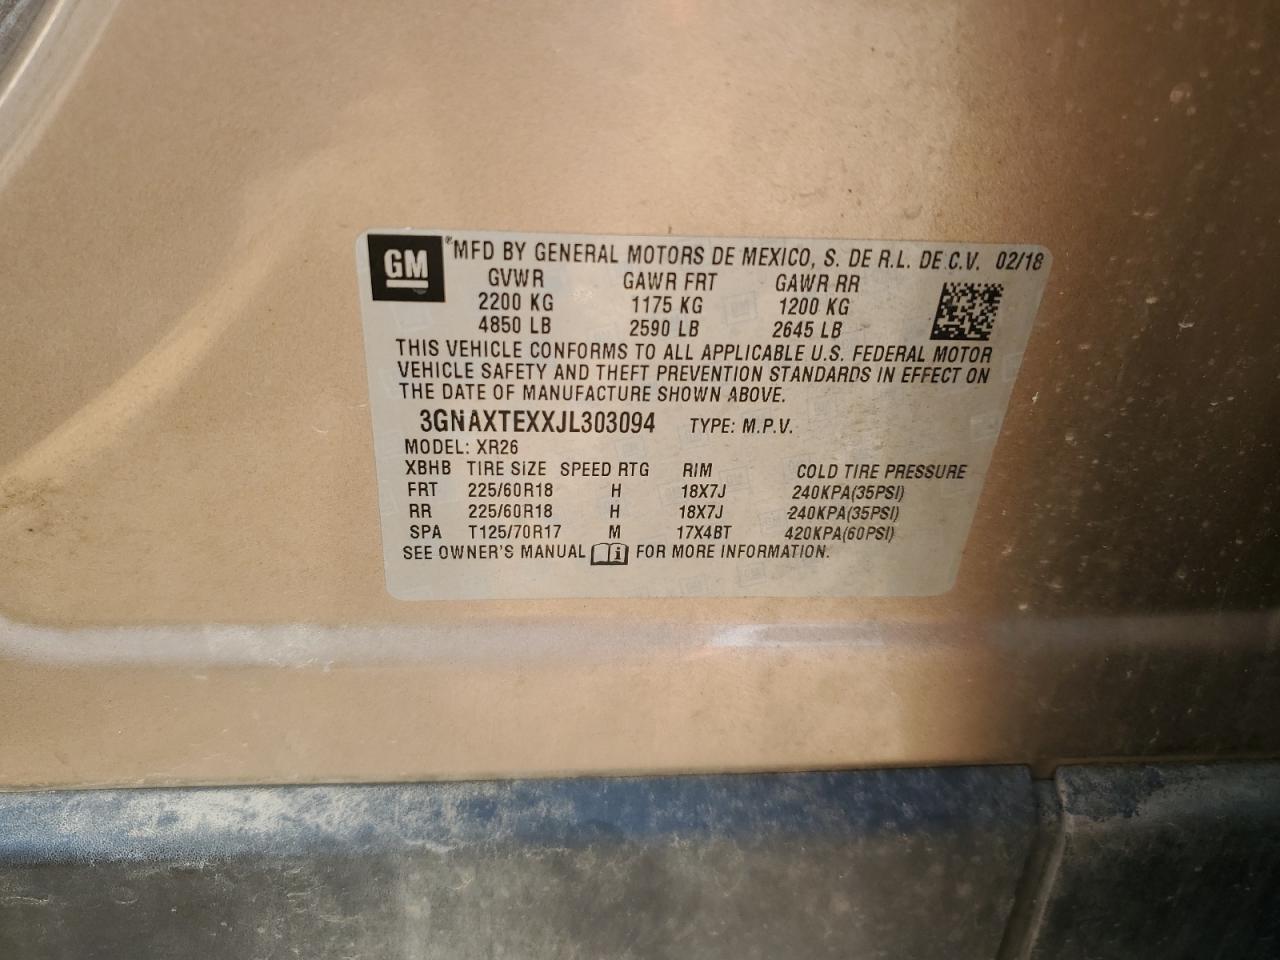 GM
®MFD BY GENERAL MOTORS DE MEXICO, S. DE R.L. DE C.V. 02/18
GVWR GAWR FRT GAWR RR
2200 KG 1175 KG 1200 KG
4850 LB 2590 LB 2645 LB
THIS VEHICLE CONFORMS TO ALL APPLICABLE U.S. FEDERAL MOTOR
VEHICLE SAFETY AND THEFT PREVENTION STANDARDS IN EFFECT ON
THE DATE OF MANUFACTURE SHOWN ABOVE.
3GNAXTEXXJL303094 TYPE: M.P.V.
MODEL: XR26
XBHB TIRE SIZE SPEED RTG RIM COLD TIRE PRESSURE
FRT 225/60R18 H 18X7J 240KPA(35PSI)
RR 225/60R18 H 18X7J 240KPA(35PSI)
SPA T125/70R17 M 17X4BT 420KPA(60PSI)
SEE OWNER'S MANUAL i FOR MORE INFORMATION.